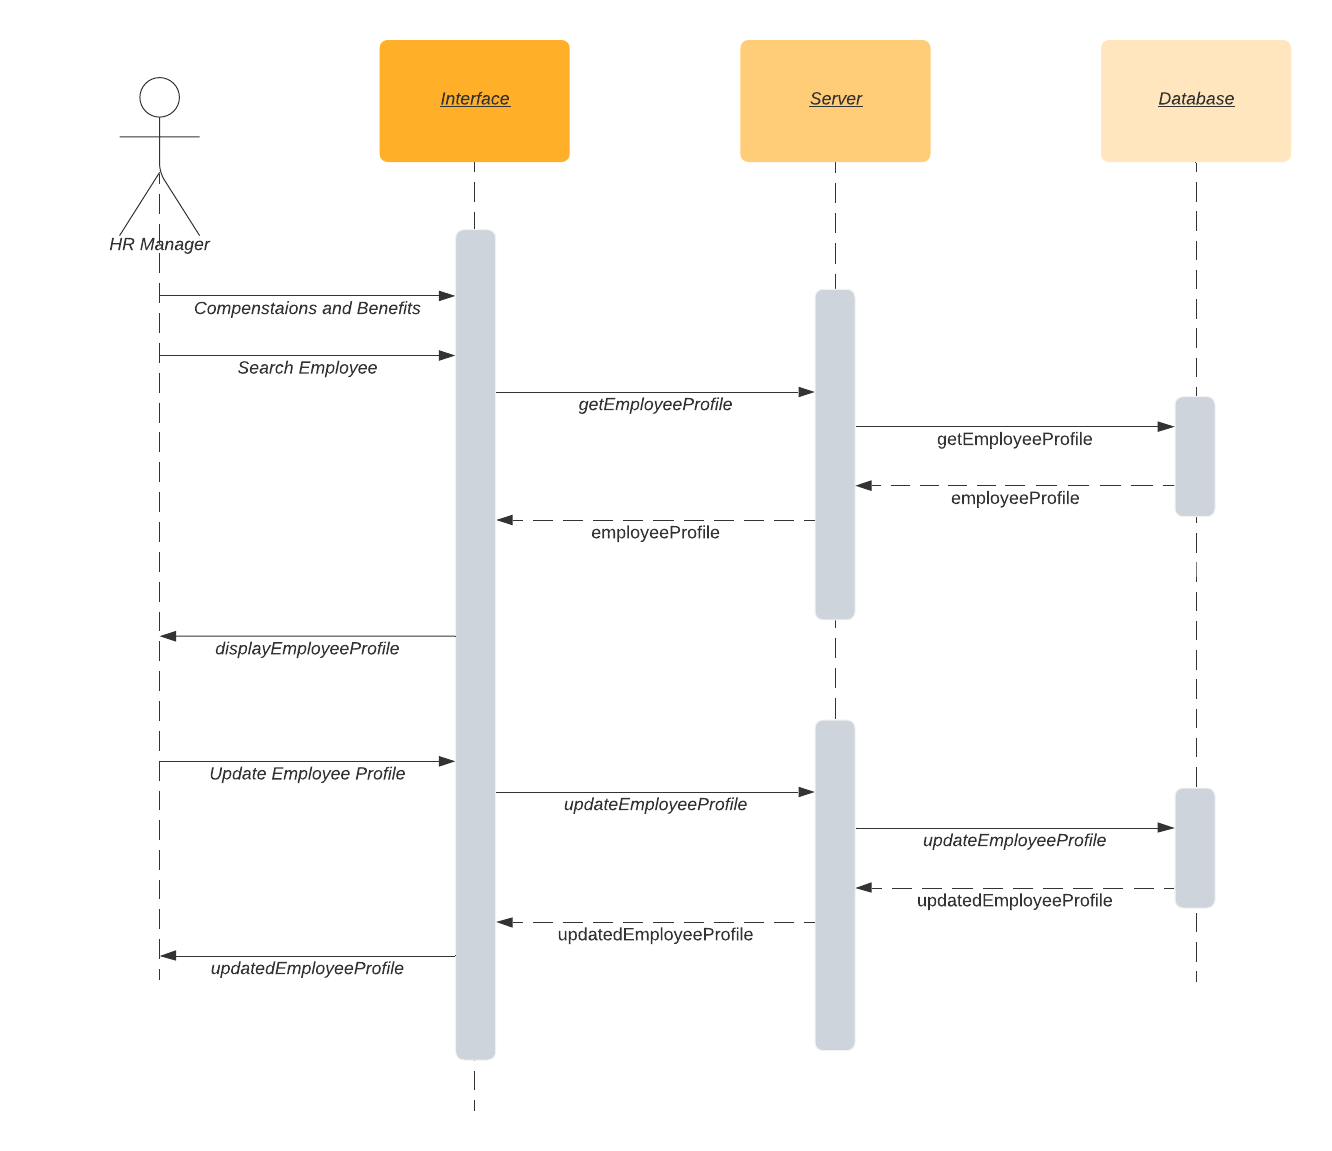 Interface
Server
Database
HR Manager
Compenstaions and Benefits
Search Employee
getEmployeeProfile
getEmployeeProfile
employeeProfile
employeeProfile
displayEmployeeProfile
Update Employee Profile
updateEmployeeProfile
updateEmployeeProfile
updatedEmployeeProfile
updatedEmployeeProfile
updatedEmployeeProfile